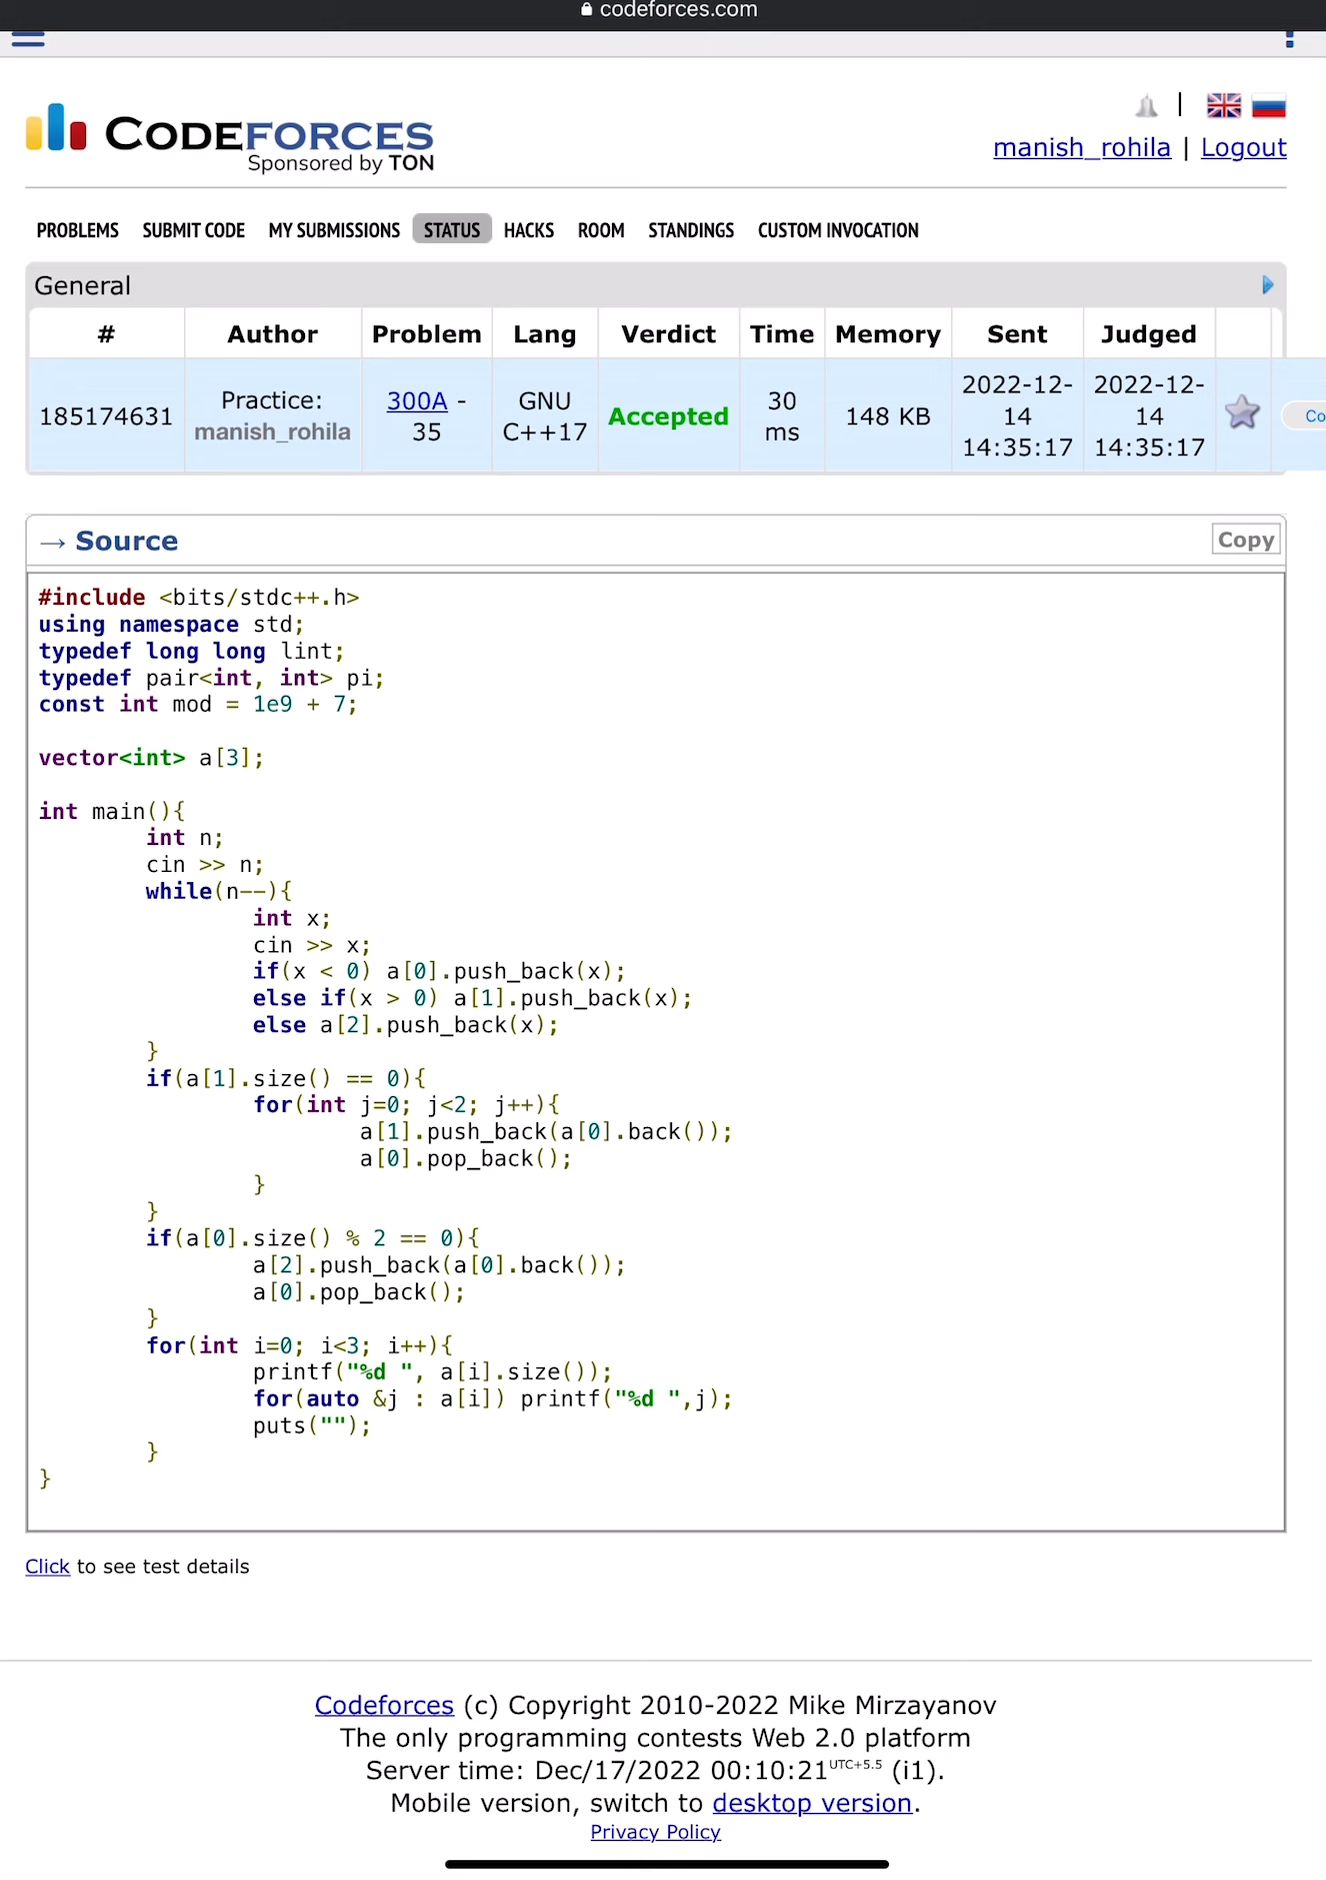 codeforces.com
CODEFORCES
Sponsored by TON
|
manish_rohila | Logout
PROBLEMS SUBMIT CODE MY SUBMISSIONS STATUS HACKS ROOM STANDINGS CUSTOM INVOCATION
General
# Author Problem Lang Verdict Time Memory Sent Judged
185174631 Practice: manish_rohila 300A - 35 GNU C++17 Accepted 30 ms 148 KB 2022-12-14 14:35:17 2022-12-14 14:35:17
→ Source
Copy
#include <bits/stdc++.h>
using namespace std;
typedef long long lint;
typedef pair<int, int> pi;
const int mod = 1e9 + 7;
vector<int> a[3];
int main(){
int n;
cin >> n;
while(n--){
int x;
cin >> x;
if(x < 0) a[0].push_back(x);
else if(x > 0) a[1].push_back(x);
else a[2].push_back(x);
}
if(a[1].size() == 0){
for(int j=0; j<2; j++){
a[1].push_back(a[0].back());
a[0].pop_back();
}
}
if(a[0].size() % 2 == 0){
a[2].push_back(a[0].back());
a[0].pop_back();
}
for(int i=0; i<3; i++){
printf("%d ", a[i].size());
for(auto &j : a[i]) printf("%d ",j);
puts("");
}
}
Click to see test details
Codeforces (c) Copyright 2010-2022 Mike Mirzayanov
The only programming contests Web 2.0 platform
Server time: Dec/17/2022 00:10:21 UTC+5.5 (i1).
Mobile version, switch to desktop version.
Privacy Policy